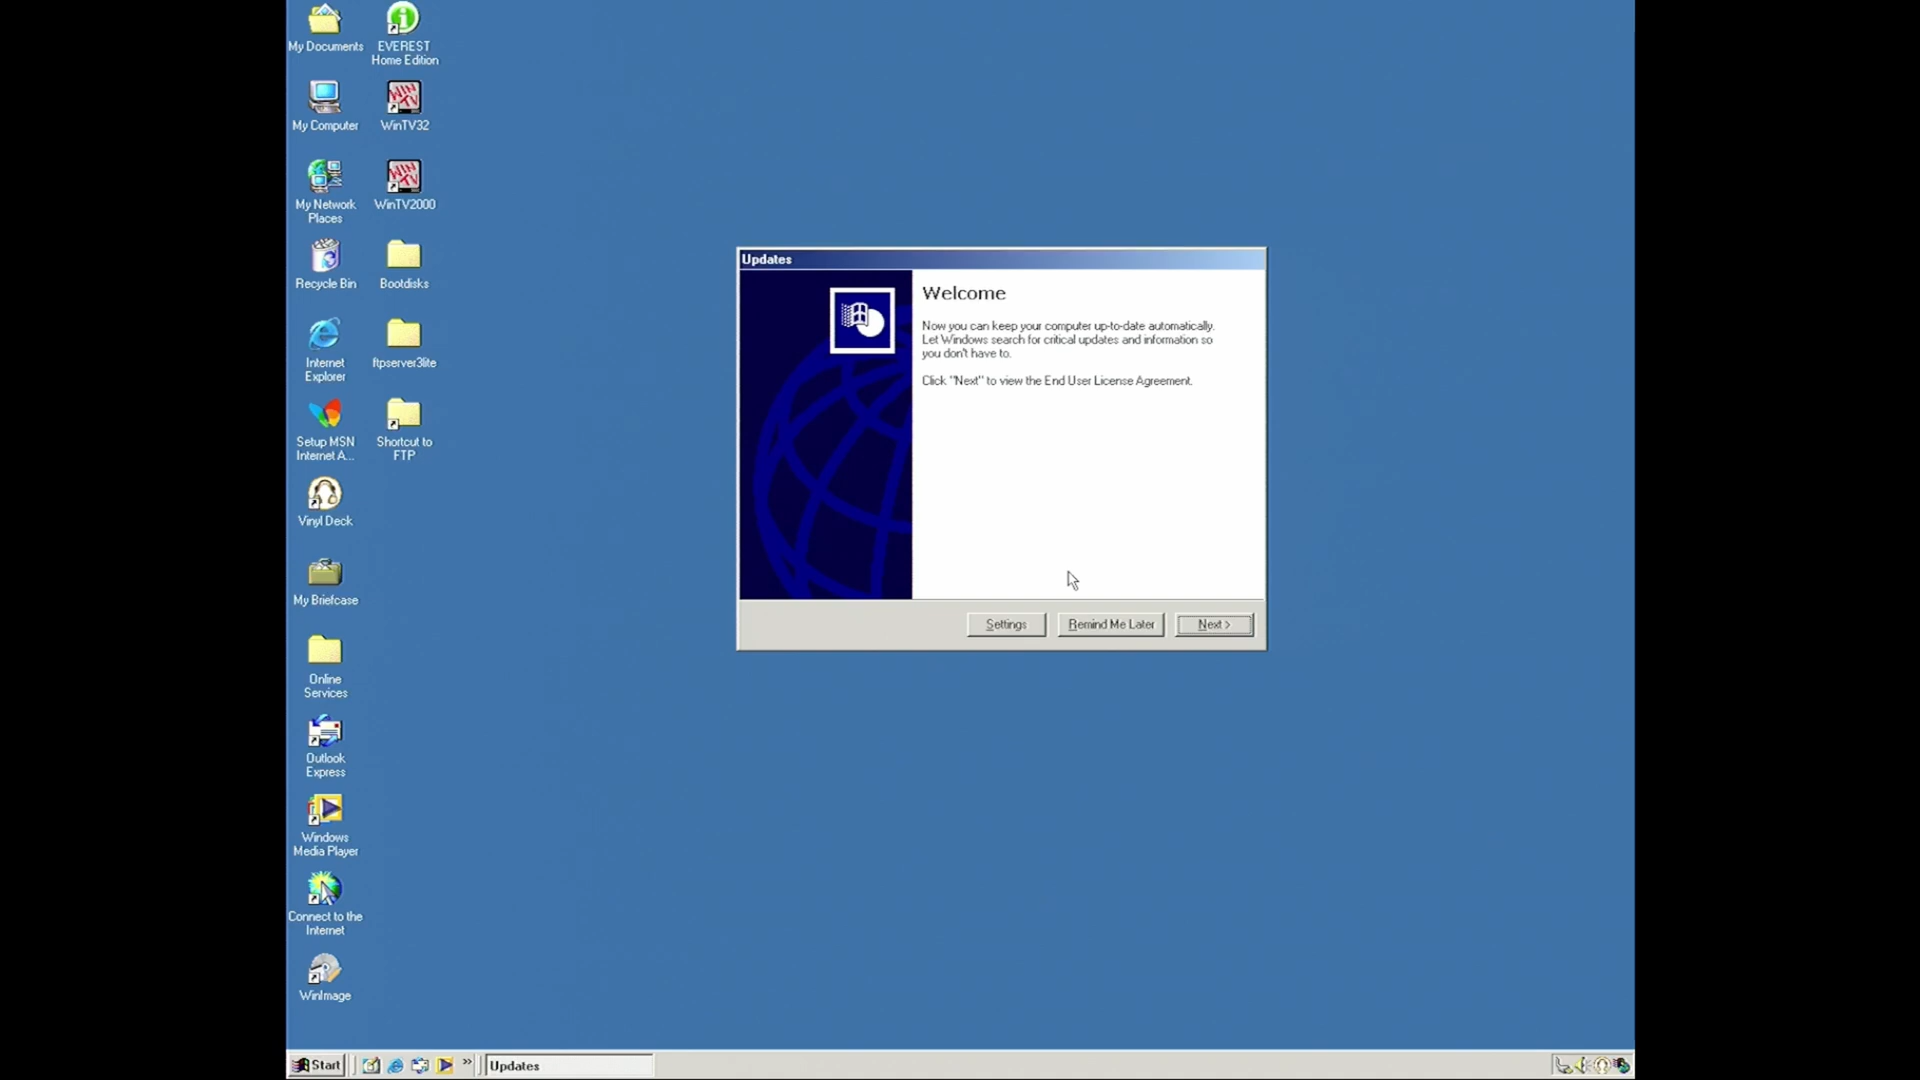 My Documents
EVEREST
Home Edition
My Computer
WinTV32
My Network
Places
WinTV2000
Recycle Bin
Bootdisks
Internet
Explorer
ftpserver3lite
Setup MSN
Internet A...
Shortcut to
FTP
Vinyl Deck
My Briefcase
Online
Services
Outlook
Express
Windows
Media Player
Connect to the
Internet
WinImage
Updates
Welcome
Now you can keep your computer up-to-date automatically.
Let Windows search for critical updates and information so
you don't have to.
Click "Next" to view the End User License Agreement.
Settings
Remind Me Later
Next >
Start
»
Updates